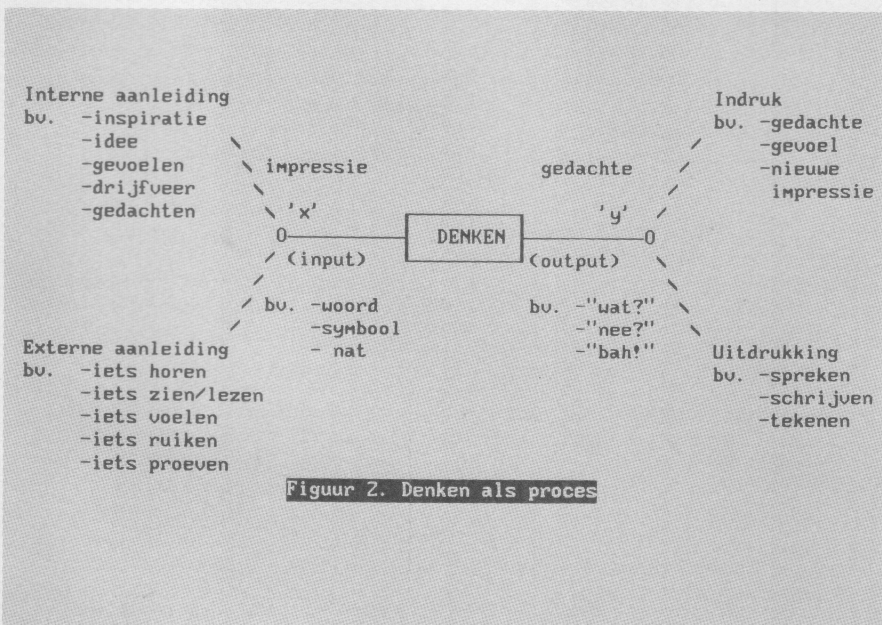 Interne aanleiding
bv. -inspiratie
-idee
-gevoelen
-drijfveer
-gedachten
impressie
'x'
O
(input)
bv. -woord
-symbool
- nat
Externe aanleiding
bv. -iets horen
-iets zien/lezen
-iets voelen
-iets ruiken
-iets proeven
DENKEN
gedachte
'y'
O
(output)
bv. -"wat?"
-"nee?"
-"bah!"
Indruk
bv. -gedachte
-gevoel
-nieuwe
impressie
Uitdrukking
bv. -spreken
-schrijven
-tekenen
Figuur 2. Denken als proces